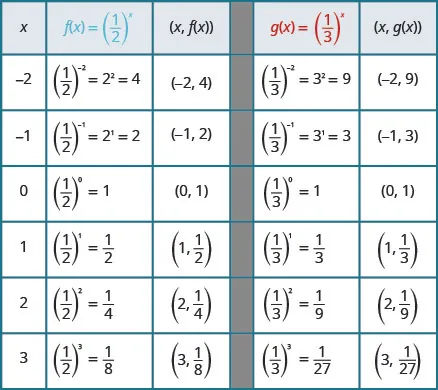 x f(x) = (1/2)ˣ (x, f(x)) g(x) = (1/3)ˣ (x, g(x))
–2 (1/2)⁻² = 2² = 4 (–2, 4) (1/3)⁻² = 3² = 9 (–2, 9)
–1 (1/2)⁻¹ = 2¹ = 2 (–1, 2) (1/3)⁻¹ = 3¹ = 3 (–1, 3)
0 (1/2)⁰ = 1 (0, 1) (1/3)⁰ = 1 (0, 1)
1 (1/2)¹ = 1/2 (1, 1/2) (1/3)¹ = 1/3 (1, 1/3)
2 (1/2)² = 1/4 (2, 1/4) (1/3)² = 1/9 (2, 1/9)
3 (1/2)³ = 1/8 (3, 1/8) (1/3)³ = 1/27 (3, 1/27)